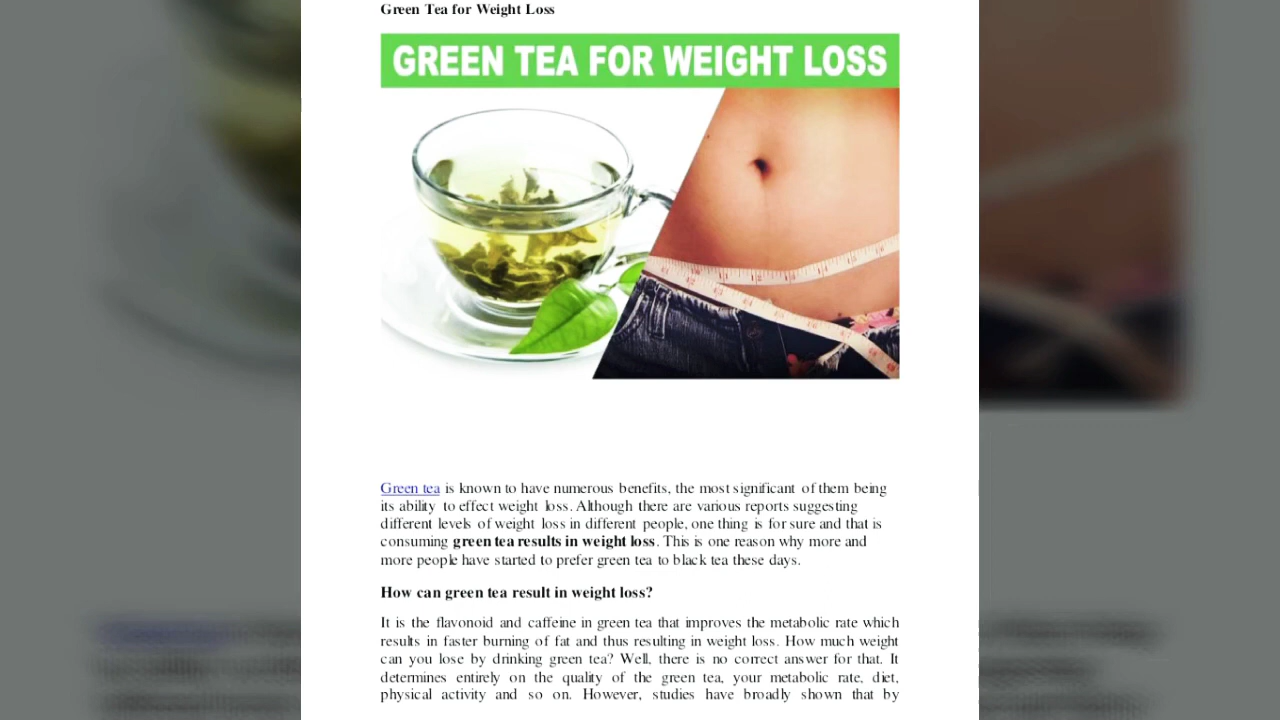 Green Tea for Weight Loss
GREEN TEA FOR WEIGHT LOSS
Green tea is known to have numerous benefits, the most significant of them being
its ability to effect weight loss. Although there are various reports suggesting
different levels of weight loss in different people, one thing is for sure and that is
consuming green tea results in weight loss. This is one reason why more and
more people have started to prefer green tea to black tea these days.
How can green tea result in weight loss?
It is the flavonoid and caffeine in green tea that improves the metabolic rate which
results in faster burning of fat and thus resulting in weight loss. How much weight
can you lose by drinking green tea? Well, there is no correct answer for that. It
determines entirely on the quality of the green tea, your metabolic rate, diet,
physical activity and so on. However, studies have broadly shown that by